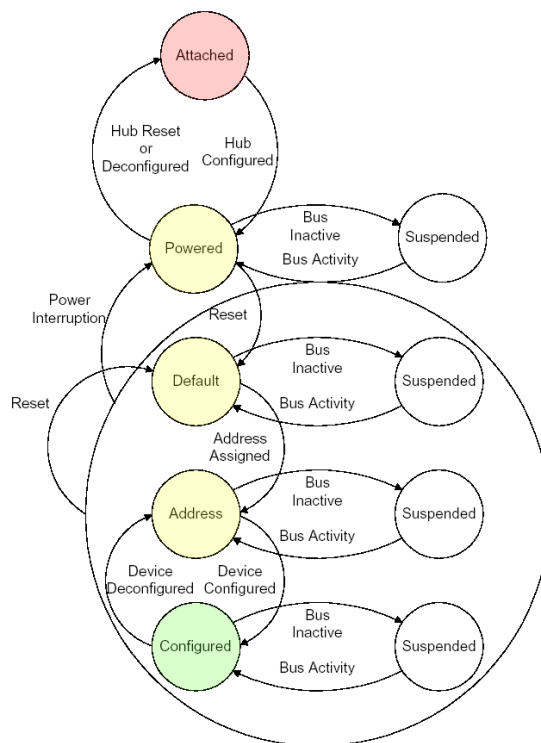 Attached
Hub Reset
or
Deconfigured
Hub
Configured
Powered
Bus
Inactive
Bus Activity
Suspended
Power
Interruption
Reset
Default
Bus
Inactive
Bus Activity
Suspended
Reset
Address
Assigned
Address
Bus
Inactive
Bus Activity
Suspended
Device
Deconfigured
Device
Configured
Configured
Bus
Inactive
Bus Activity
Suspended